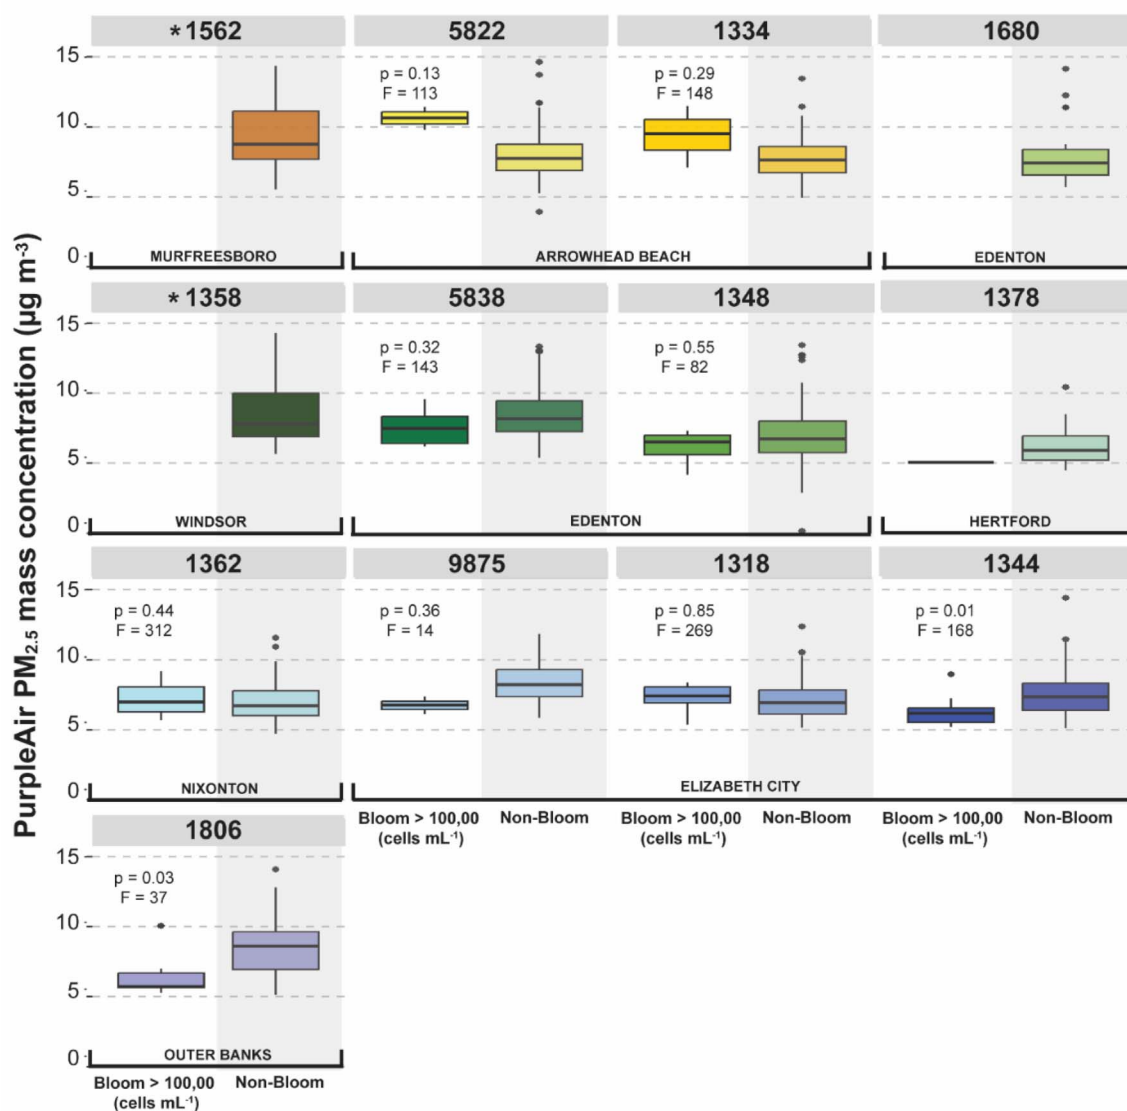 PurpleAir PM2.5 mass concentration (µg m-3)
*1562 5822 1334 1680
15
p = 0.13 p = 0.29
F = 113 F = 148
10
5
0
MURFREESBORO ARROWHEAD BEACH EDENTON
*1358 5838 1348 1378
15
p = 0.32 p = 0.55
F = 143 F = 82
10
5
0
WINDSOR EDENTON HERTFORD
1362 9875 1318 1344
15
p = 0.44 p = 0.36 p = 0.85 p = 0.01
F = 312 F = 14 F = 269 F = 168
10
5
0
NIXONTON ELIZABETH CITY
Bloom > 100,00 Non-Bloom Bloom > 100,00 Non-Bloom Bloom > 100,00 Non-Bloom
(cells mL-1) (cells mL-1) (cells mL-1)
1806
15
p = 0.03
F = 37
10
5
0
OUTER BANKS
Bloom > 100,00 Non-Bloom
(cells mL-1)